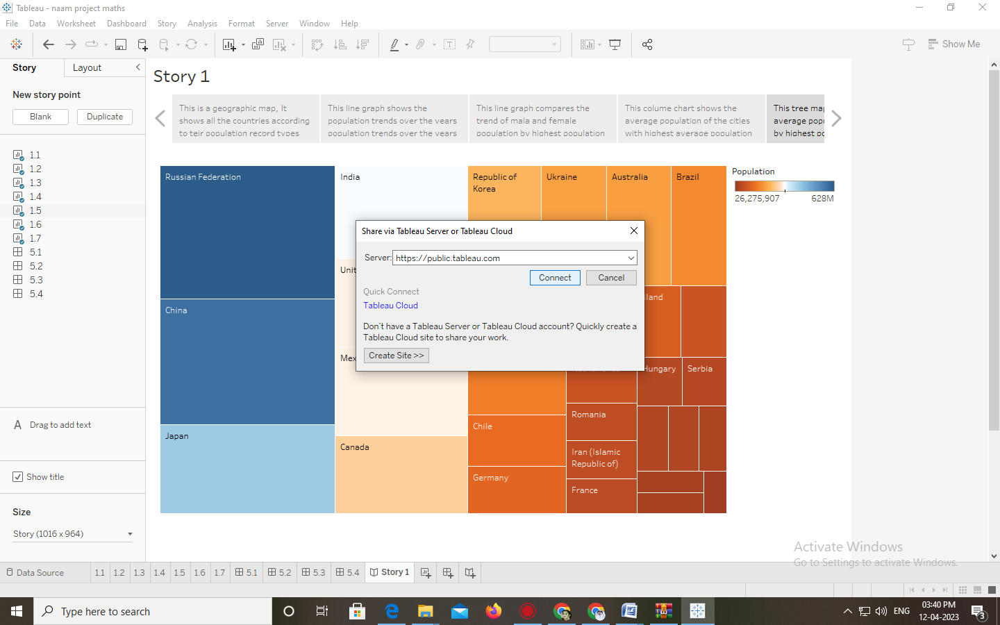 Tableau - naam project maths
File Data Worksheet Dashboard Story Analysis Format Server Window Help
Show Me
Story Layout
New story point
Blank Duplicate
1.1
1.2
1.3
1.4
1.5
1.6
1.7
5.1
5.2
5.3
5.4
A Drag to add text
Show title
Size
Story (1016 x 964)
Story 1
This is a geographic map, It
shows all the countries according
to teir population record types
This line graph shows the
population trends over the years
population trends over the years
This line graph compares the
trend of mala and female
population by highest population
This colume chart shows the
average population of the citles
with highest average population
This tree map
average popu
by highest po
Russian Federation
China
Japan
India
Unit
Mex
Canada
Republic of
Korea
Ukraine
Australia
Brazil
iland
Hungary
Serbia
Chile
Germany
Romania
Iran (Islamic
Republic of)
France
Population
26,275,907 628M
Share via Tableau Server or Tableau Cloud
Server: https://public.tableau.com
Connect Cancel
Quick Connect
Tableau Cloud
Don't have a Tableau Server or Tableau Cloud account? Quickly create a
Tableau Cloud site to share your work.
Create Site >>
Activate Windows
Go to Settings to activate Windows.
Data Source 1.1 1.2 1.3 1.4 1.5 1.6 1.7 5.1 5.2 5.3 5.4 Story 1
Type here to search
ENG
03:40 PM
12-04-2023
3